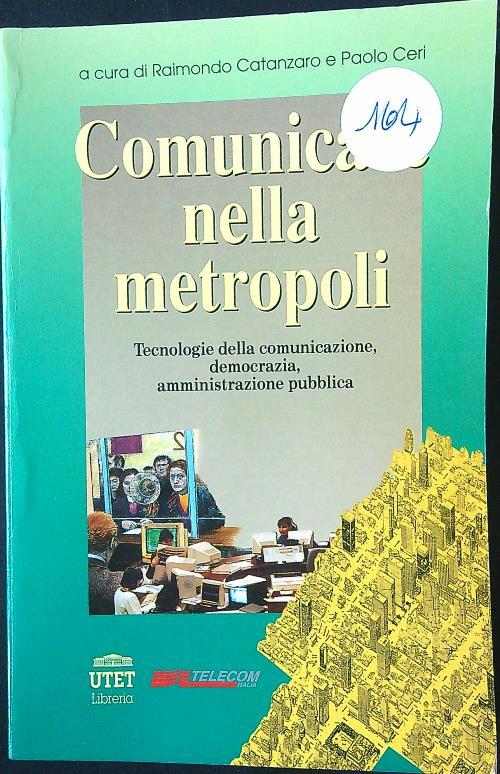 a cura di Raimondo Catanzaro e Paolo Ceri
164
nella
metropoli
Tecnologie della comunicazione,
democrazia,
amministrazione pubblica
2
UTET
Libreria
TELECOM
ITALIA